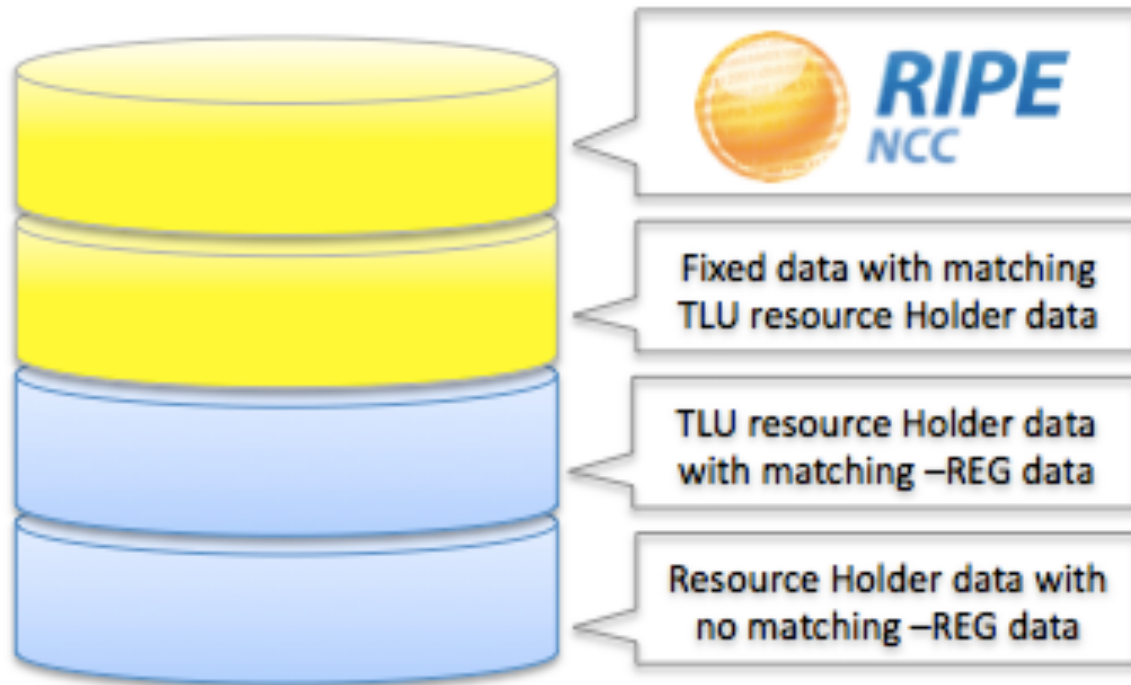 RIPE
NCC
Fixed data with matching
TLU resource Holder data
TLU resource Holder data
with matching –REG data
Resource Holder data with
no matching –REG data